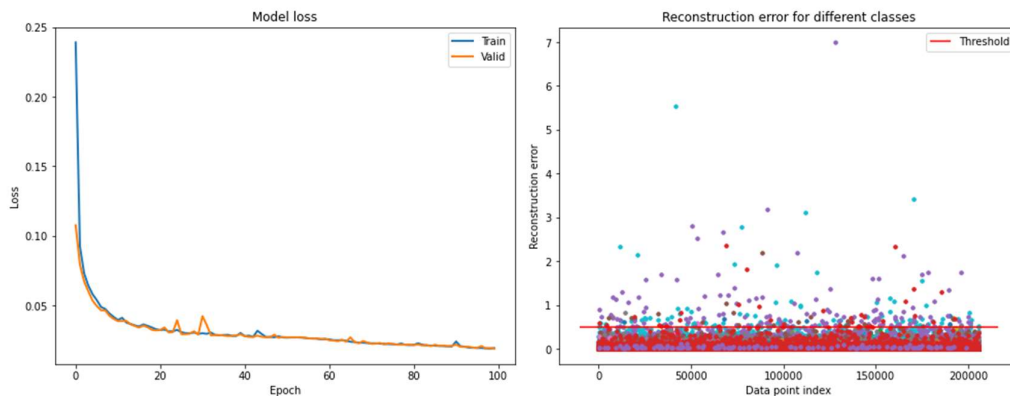 Model loss
0.25
0.20
0.15
0.10
0.05
Loss
0
20
40
60
80
100
Epoch
Train
Valid
Reconstruction error for different classes
7
6
5
4
3
2
1
0
Reconstruction error
0
50000
100000
150000
200000
Data point index
Threshold